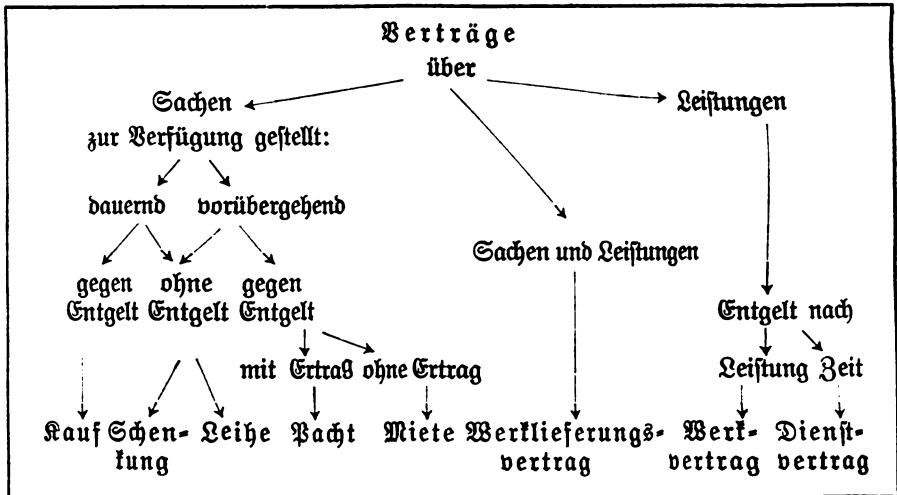 Verträge
über
Sachen Leistungen
zur Verfügung gestellt:
dauernd vorübergehend
Sachen und Leistungen
gegen ohne gegen
Entgelt Entgelt Entgelt Entgelt nach
mit Ertrag ohne Ertrag Leistung Zeit
Kauf Schen- Leihe Pacht Miete Werklieferungs- Werk- Dienst-
kung vertrag vertrag vertrag